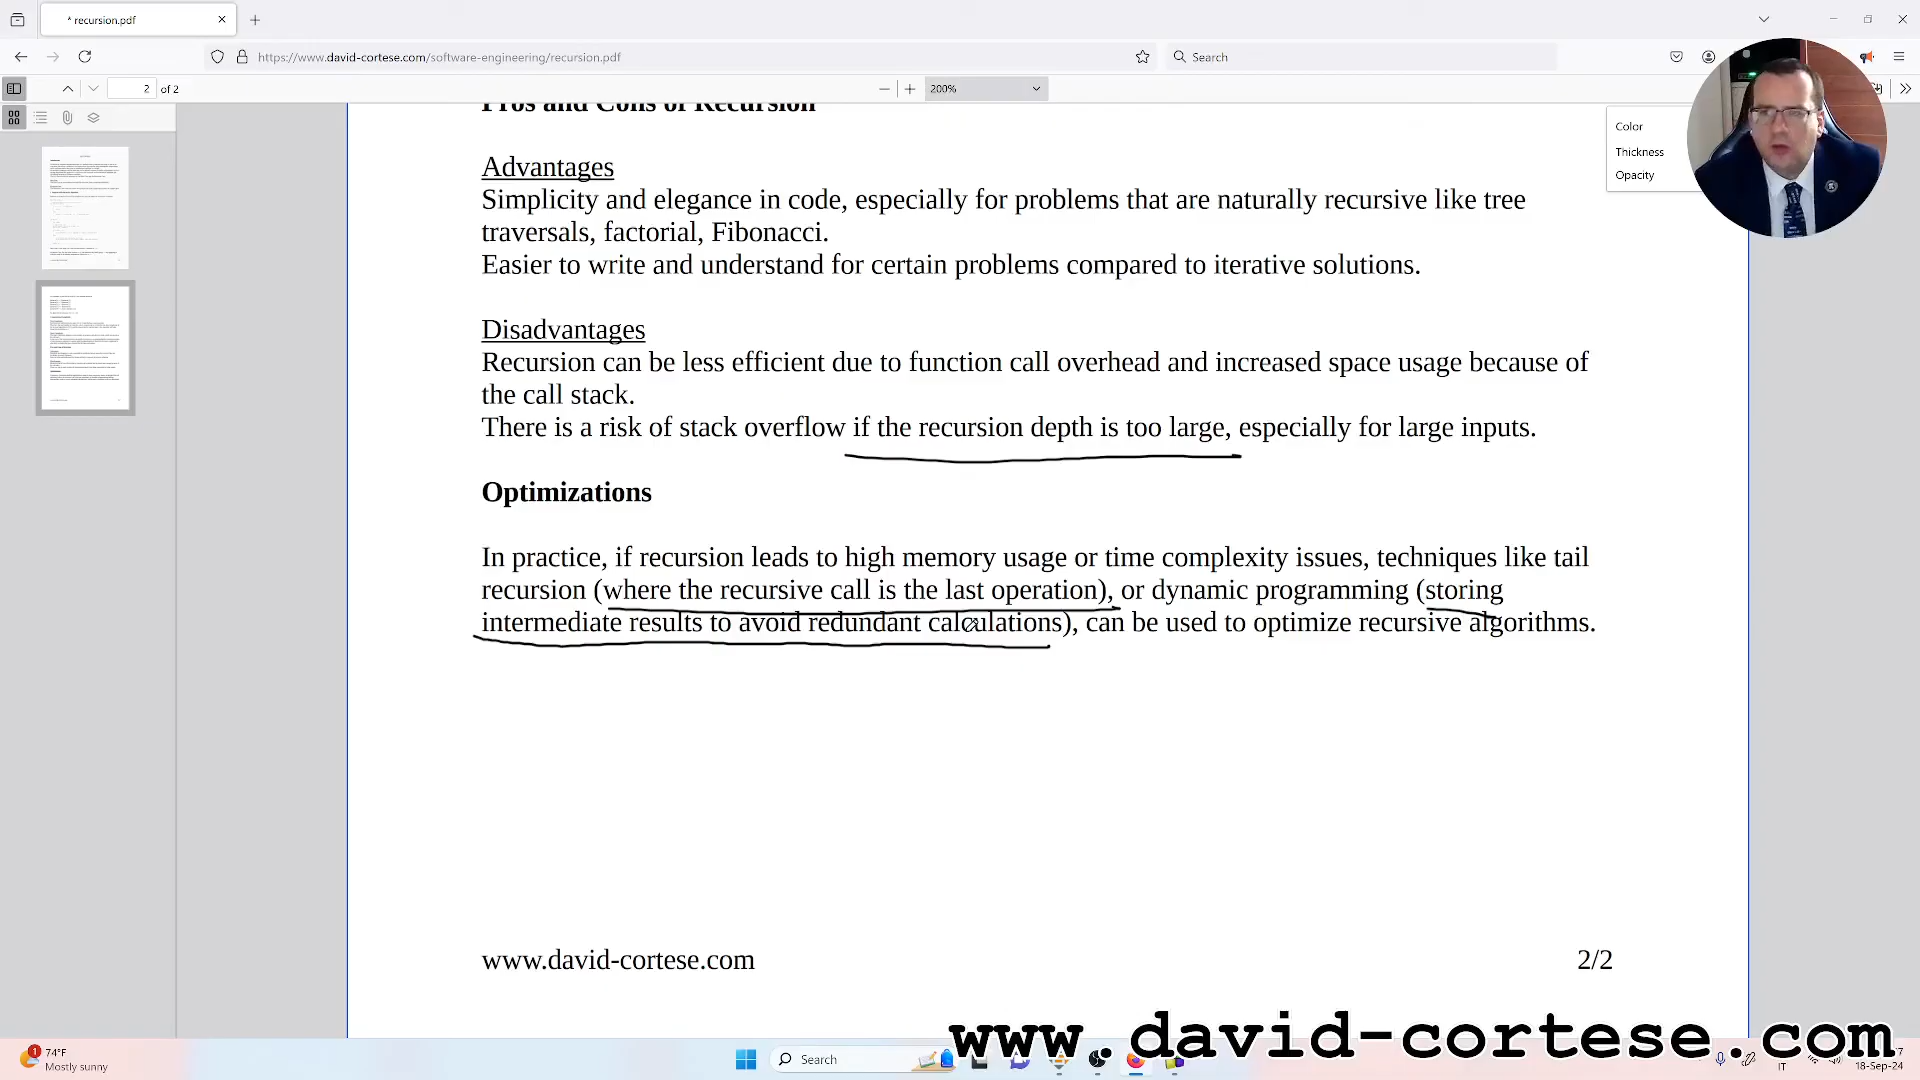 * recursion.pdf
https://www.david-cortese.com/software-engineering/recursion.pdf
Search
2 of 2
200%
Color
Thickness
Opacity
Pros and Cons of Recursion
Advantages
Simplicity and elegance in code, especially for problems that are naturally recursive like tree
traversals, factorial, Fibonacci.
Easier to write and understand for certain problems compared to iterative solutions.
Disadvantages
Recursion can be less efficient due to function call overhead and increased space usage because of
the call stack.
There is a risk of stack overflow if the recursion depth is too large, especially for large inputs.
Optimizations
In practice, if recursion leads to high memory usage or time complexity issues, techniques like tail
recursion (where the recursive call is the last operation), or dynamic programming (storing
intermediate results to avoid redundant calculations), can be used to optimize recursive algorithms.
www.david-cortese.com 2/2
www.david-cortese.com
1
74°F
Mostly sunny
Search
IT
18-Sep-24